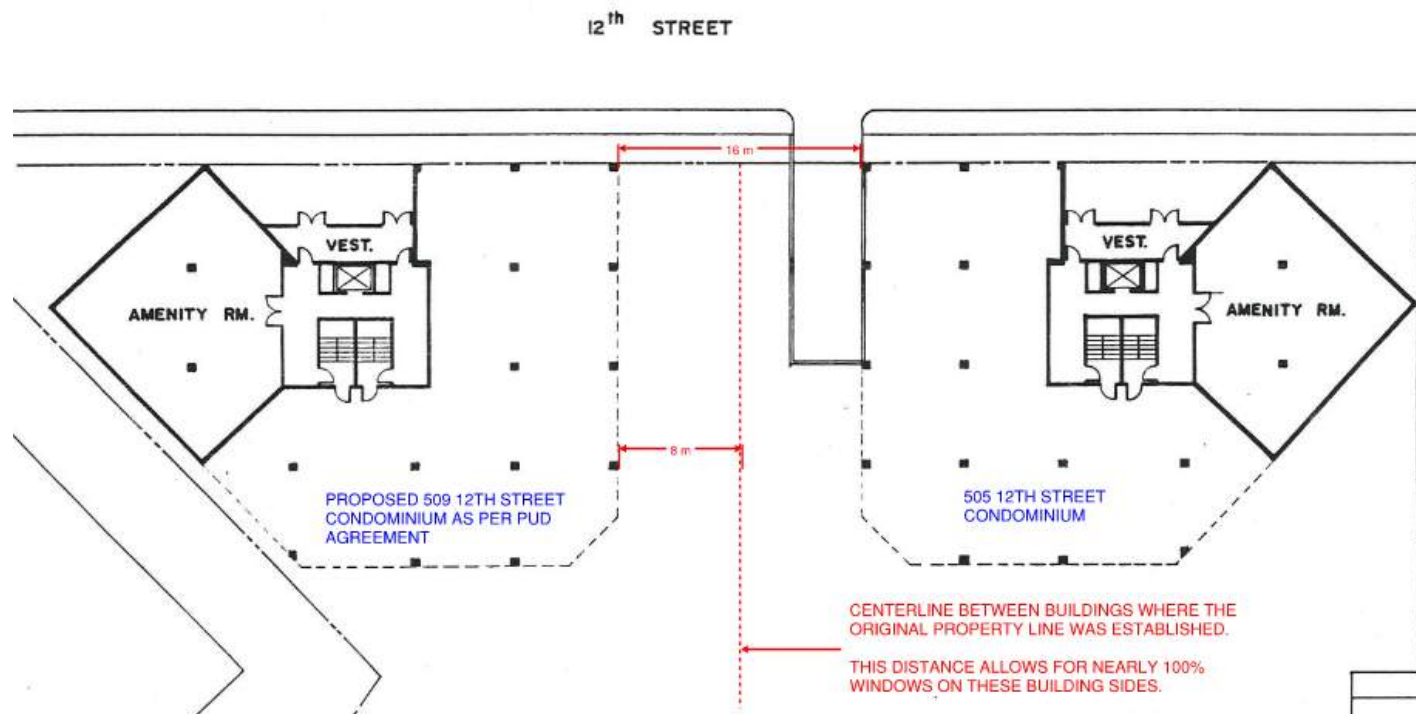 12th STREET
16 m
VEST.
VEST.
AMENITY RM.
AMENITY RM.
8 m
PROPOSED 509 12TH STREET
CONDOMINIUM AS PER PUD
AGREEMENT
505 12TH STREET
CONDOMINIUM
CENTERLINE BETWEEN BUILDINGS WHERE THE
ORIGINAL PROPERTY LINE WAS ESTABLISHED.
THIS DISTANCE ALLOWS FOR NEARLY 100%
WINDOWS ON THESE BUILDING SIDES.